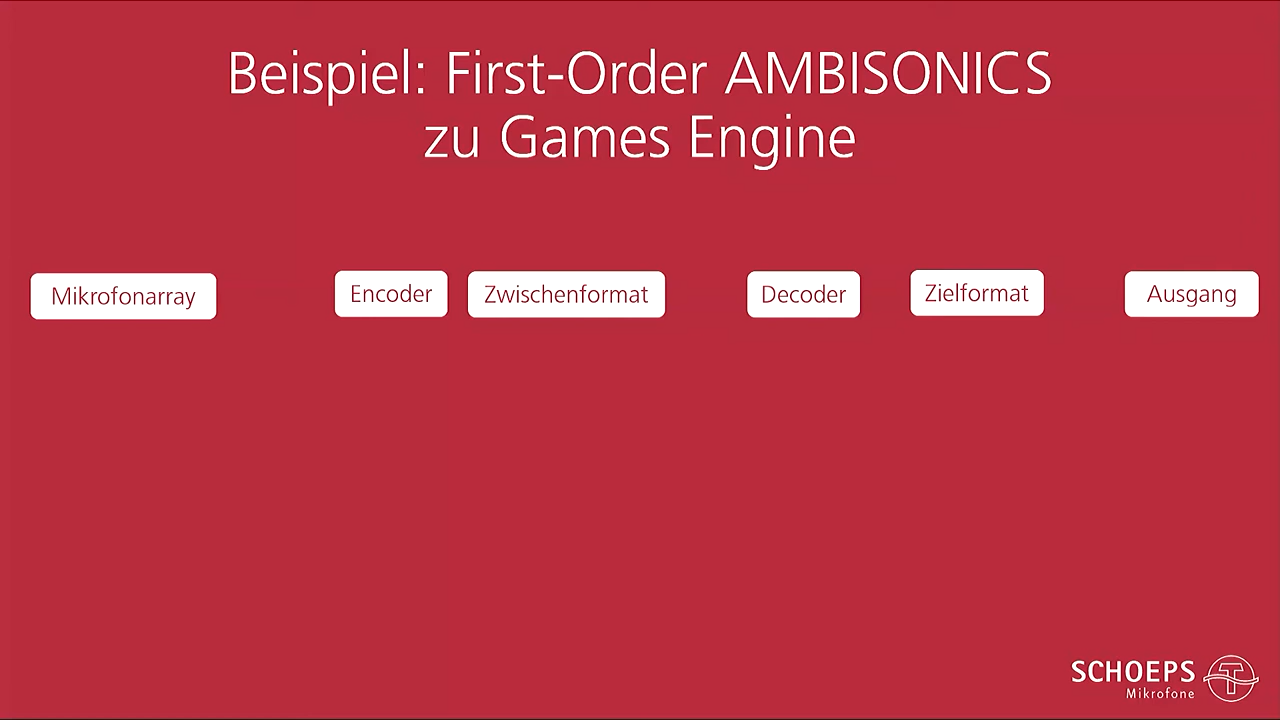 Beispiel: First-Order AMBISONICS
zu Games Engine
Mikrofonarray
Encoder
Zwischenformat
Decoder
Zielformat
Ausgang
SCHOEPS
Mikrofone